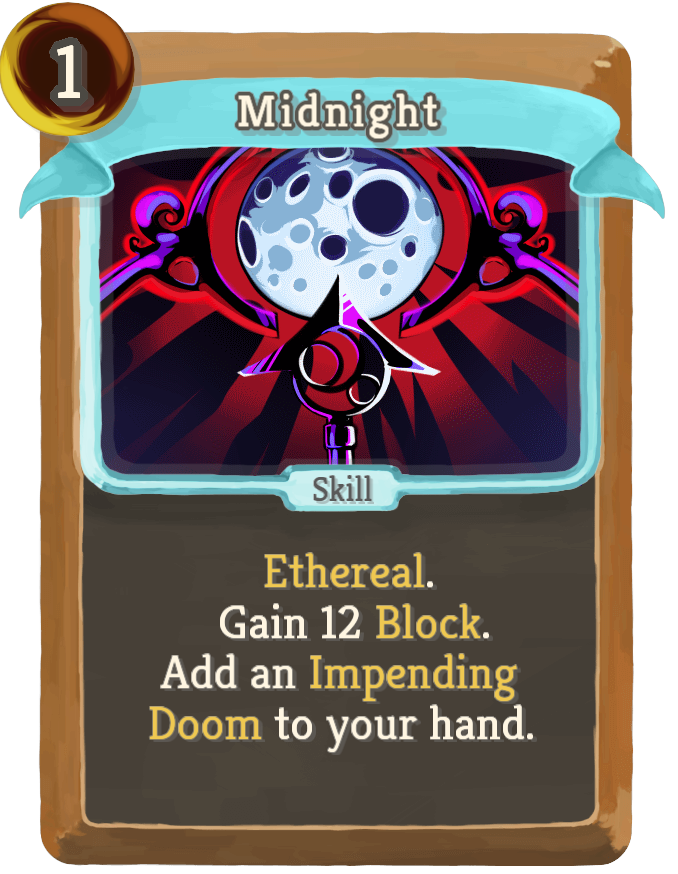 1
Midnight
Skill
Ethereal.
Gain 12 Block.
Add an Impending
Doom to your hand.